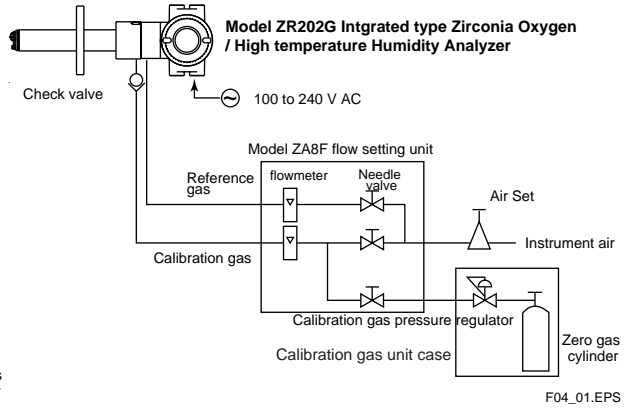 Model ZR202G Intgrated type Zirconia Oxygen
/ High temperature Humidity Analyzer
Check valve
100 to 240 V AC
Model ZA8F flow setting unit
Reference
gas
flowmeter
Needle
valve
Air Set
Calibration gas
Instrument air
Calibration gas pressure regulator
Calibration gas unit case
Zero gas
cylinder
F04_01.EPS